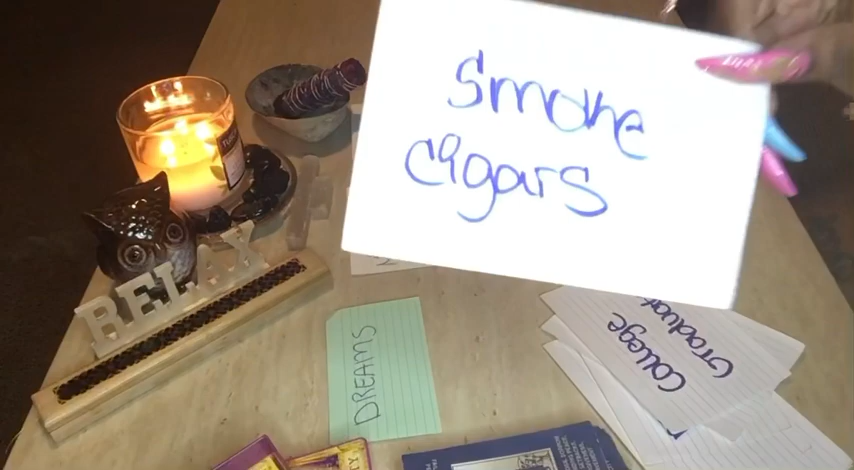 Smoke
Cigars
RELAX
DREAMS
College
Graduat